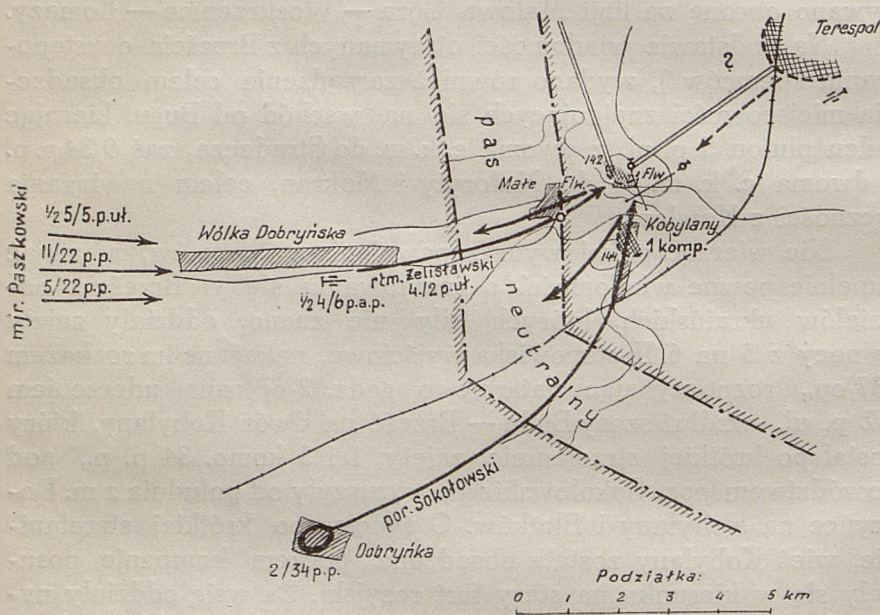 Terespol
?
pas
142
Flw
Małe
Flw.
Kobylany
1 komp.
144
mjr. Paszkowski
½ 5/5.p.uł.
II/22 p.p.
5/22 p.p.
Wólka Dobryńska
rtm. Żelisławski
4./2 p.uł.
½ 4/6 p.a.p.
neutralny
por. Sokołowski
Dobryńka
2/34 p.p.
Podziałka:
0 1 2 3 4 5 km